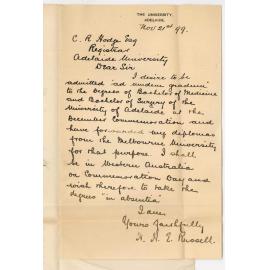 THE UNIVERSITY,
ADELAIDE.
Nov 21st 99.
C. R. Hodge Esq
Registrar
Adelaide University
Dear Sir
I desire to be
admitted "ad eundem gradum"
to the Degrees of Bachelor of Medicine
and Bachelor of Surgery of the
University of Adelaide at the
December Commemoration and
have forwarded my diplomas
from the Melbourne University
for that purpose. I shall
be in Western Australia
on Commemoration Day and
wish therefore to take the
degrees "in absentia"
I am
Yours faithfully
H. H. E. Russell.